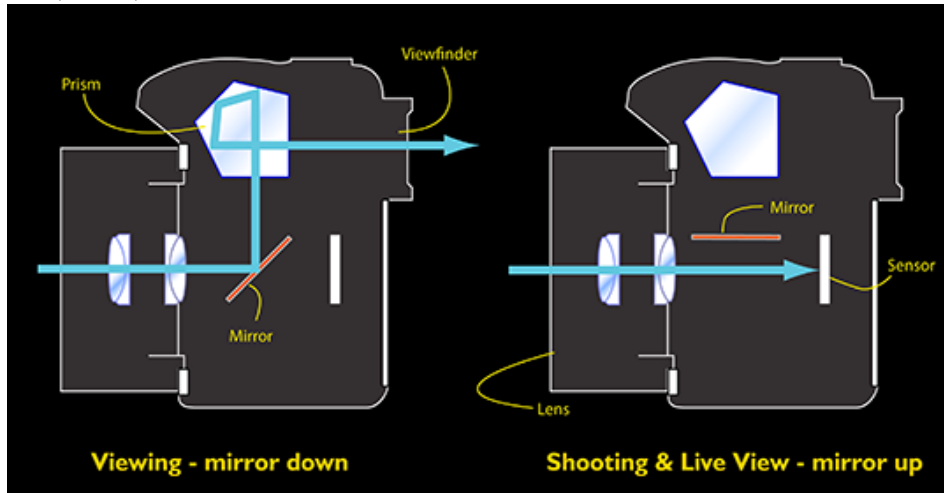 Viewfinder
Prism
Mirror
Viewing - mirror down
Mirror
Sensor
Lens
Shooting & Live View - mirror up